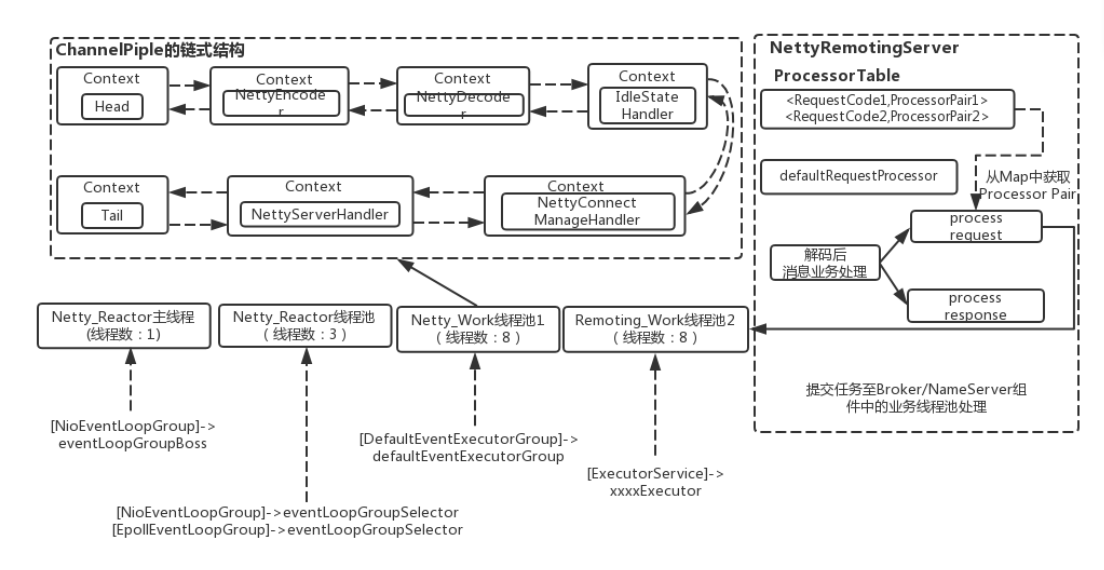 ChannelPiple的链式结构
Context
Head
Context
NettyEncode
r
Context
NettyDecode
r
Context
IdleState
Handler
Context
Tail
Context
NettyServerHandler
Context
NettyConnect
ManageHandler
NettyRemotingServer
ProcessorTable
<RequestCode1,ProcessorPair1>
<RequestCode2,ProcessorPair2>
defaultRequestProcessor
从Map中获取
Processor Pair
process
request
解码后
消息业务处理
process
response
提交任务至Broker/NameServer组
件中的业务线程池处理
Netty_Reactor主线程
(线程数：1)
Netty_Reactor线程池
（ 线程数：3 ）
Netty_Work线程池1
（ 线程数：8 ）
Remoting_Work线程池2
（ 线程数：8 ）
[NioEventLoopGroup]->
eventLoopGroupBoss
[DefaultEventExecutorGroup]->
defaultEventExecutorGroup
[ExecutorService]->
xxxxExecutor
[NioEventLoopGroup]->eventLoopGroupSelector
[EpollEventLoopGroup]->eventLoopGroupSelector